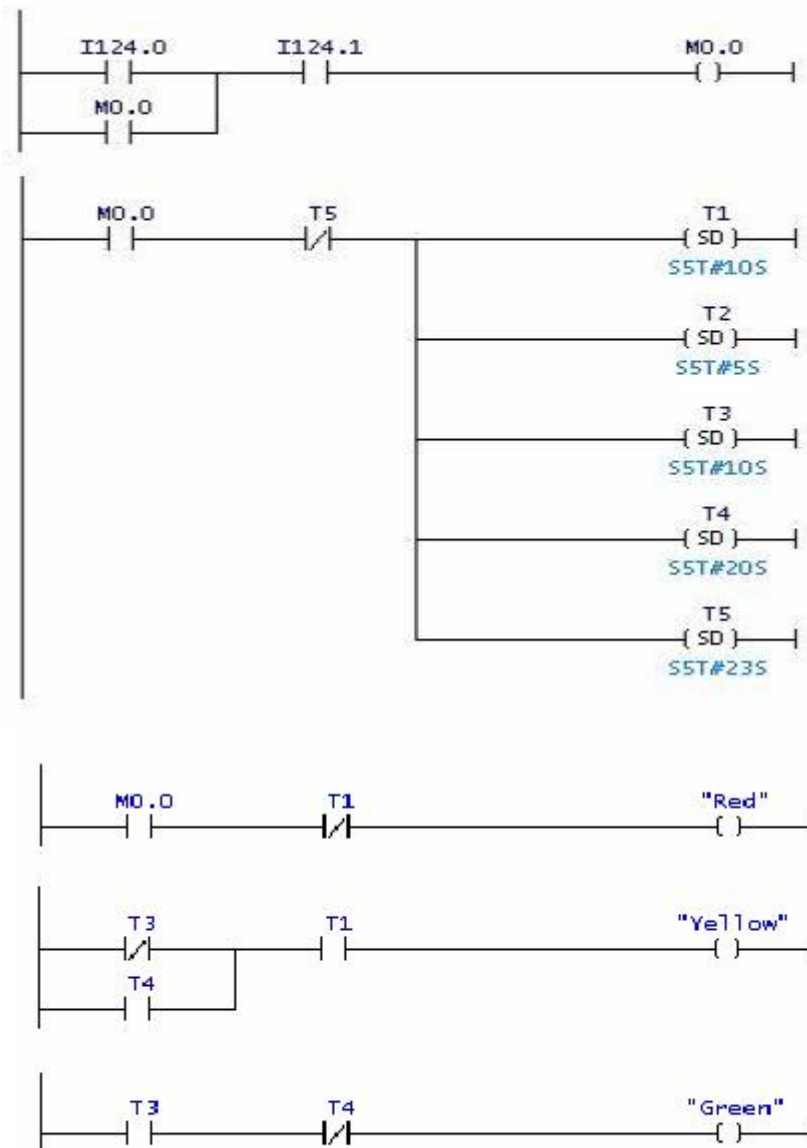 I124.0 I124.1 M0.0
M0.0
M0.0 T5 T1
SD
S5T#10S
T2
SD
S5T#5S
T3
SD
S5T#10S
T4
SD
S5T#20S
T5
SD
S5T#23S
M0.0 T1 "Red"
T3 T1 "Yellow"
T4
T3 T4 "Green"